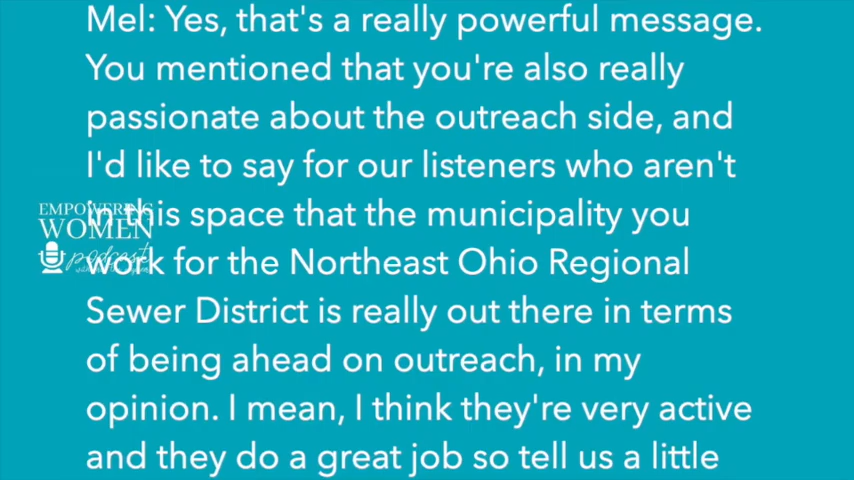 Mel: Yes, that's a really powerful message.
You mentioned that you're also really
passionate about the outreach side, and
I'd like to say for our listeners who aren't
in this space that the municipality you
work for the Northeast Ohio Regional
Sewer District is really out there in terms
of being ahead on outreach, in my
opinion. I mean, I think they're very active
and they do a great job so tell us a little
EMPOWERING
WOMEN
podcast